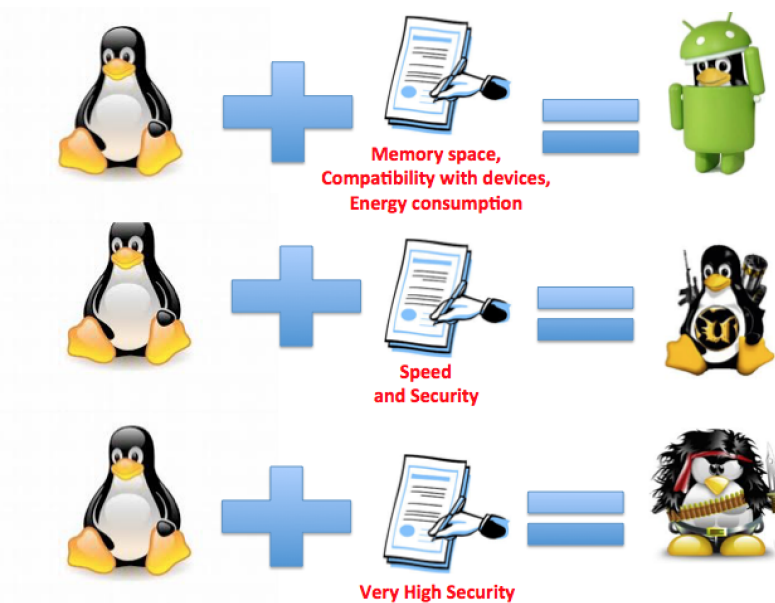 Memory space,
Compatibility with devices,
Energy consumption
Speed
and Security
Very High Security